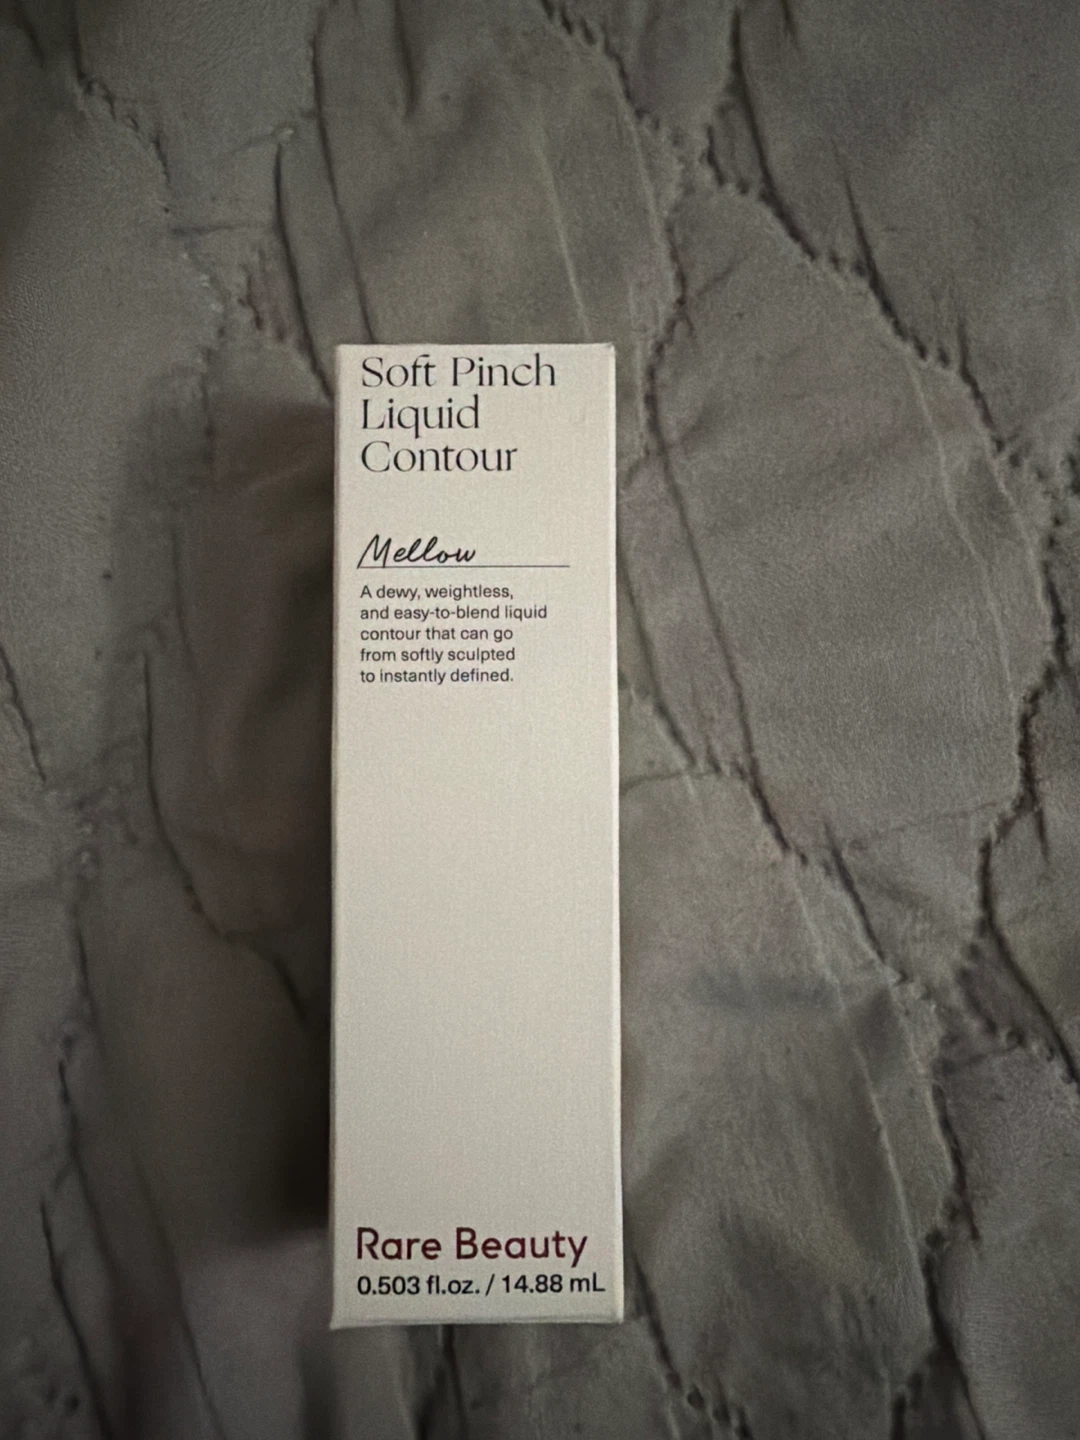 Soft Pinch
Liquid
Contour
Mellow
A dewy, weightless,
and easy-to-blend liquid
contour that can go
from softly sculpted
to instantly defined.
Rare Beauty
0.503 fl.oz. / 14.88 mL